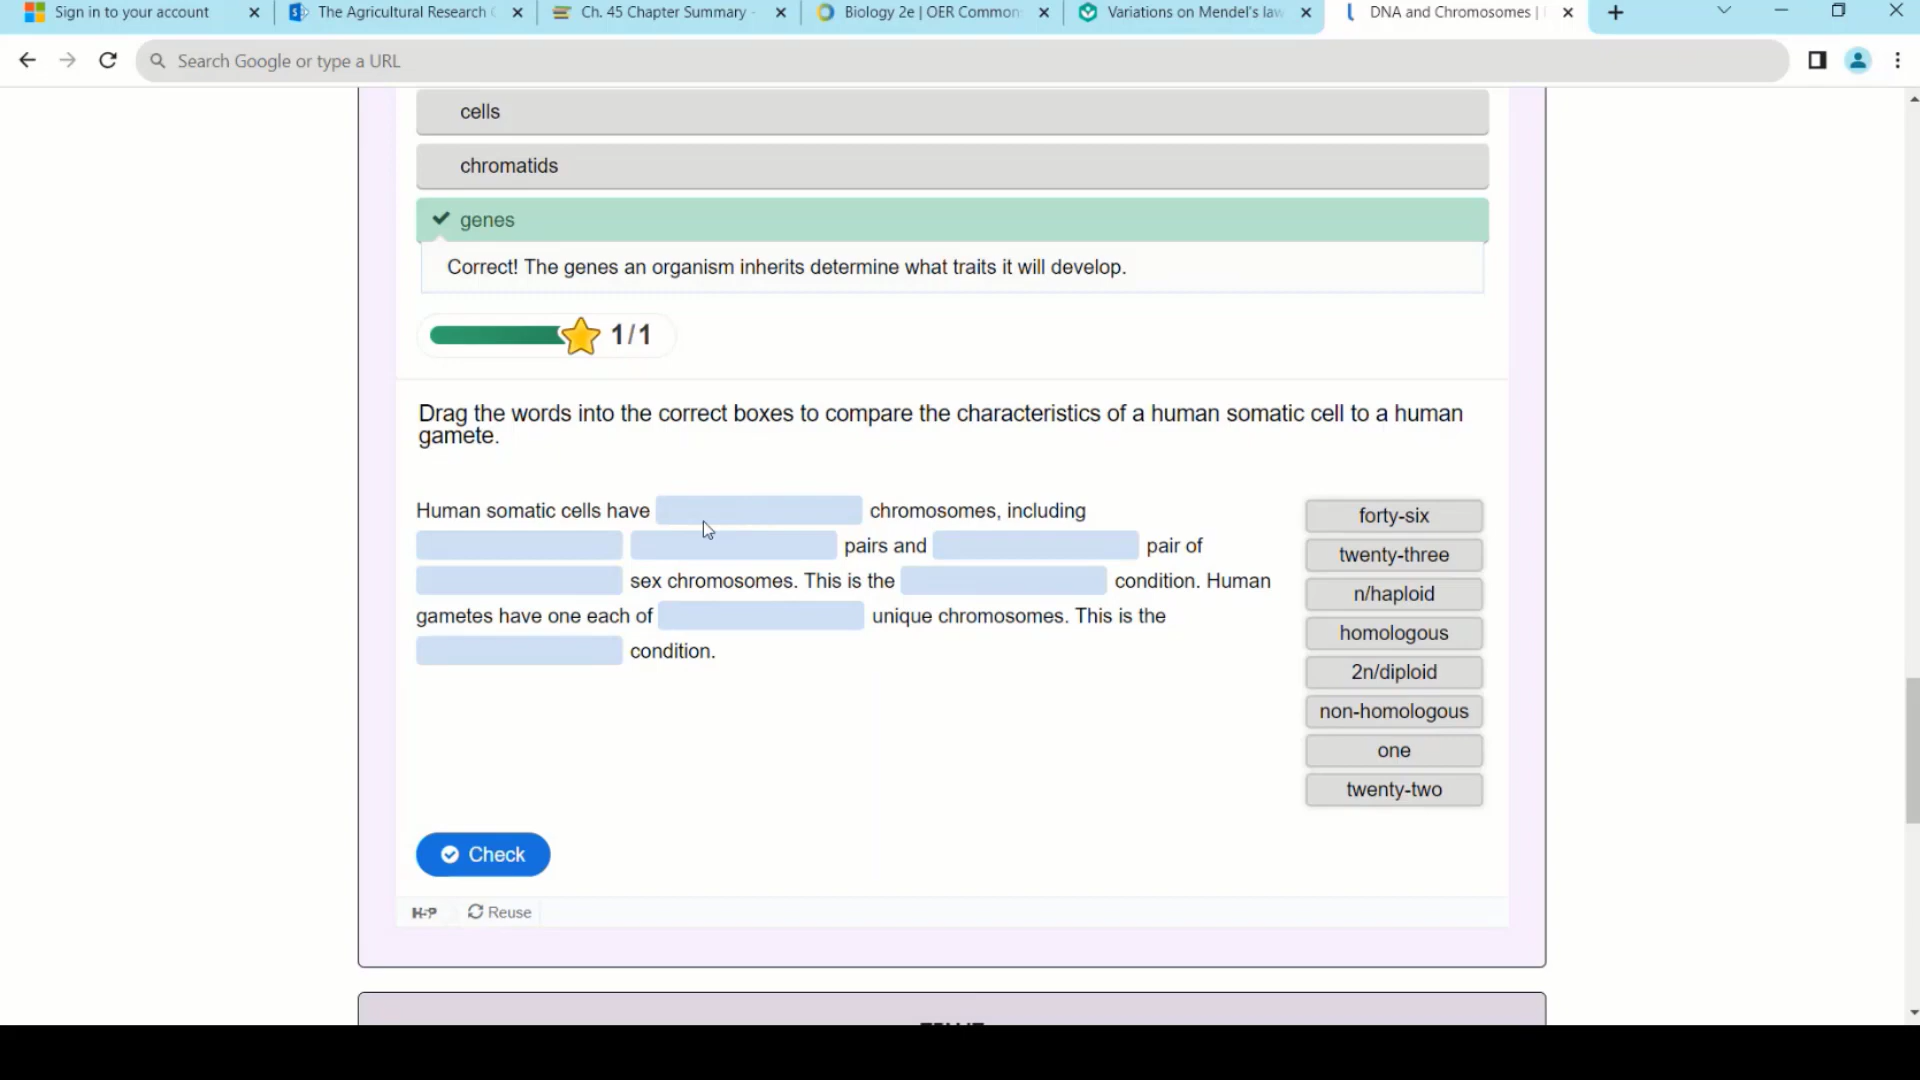 Sign in to your account
The Agricultural Research
Ch. 45 Chapter Summary
Biology 2e | OER Common
Variations on Mendel's law
DNA and Chromosomes |
Search Google or type a URL
cells
chromatids
genes
Correct! The genes an organism inherits determine what traits it will develop.
1/1
Drag the words into the correct boxes to compare the characteristics of a human somatic cell to a human
gamete.
Human somatic cells have chromosomes, including
pairs and pair of
sex chromosomes. This is the condition. Human
gametes have one each of unique chromosomes. This is the
condition.
forty-six
twenty-three
n/haploid
homologous
2n/diploid
non-homologous
one
twenty-two
Check
H-P
Reuse